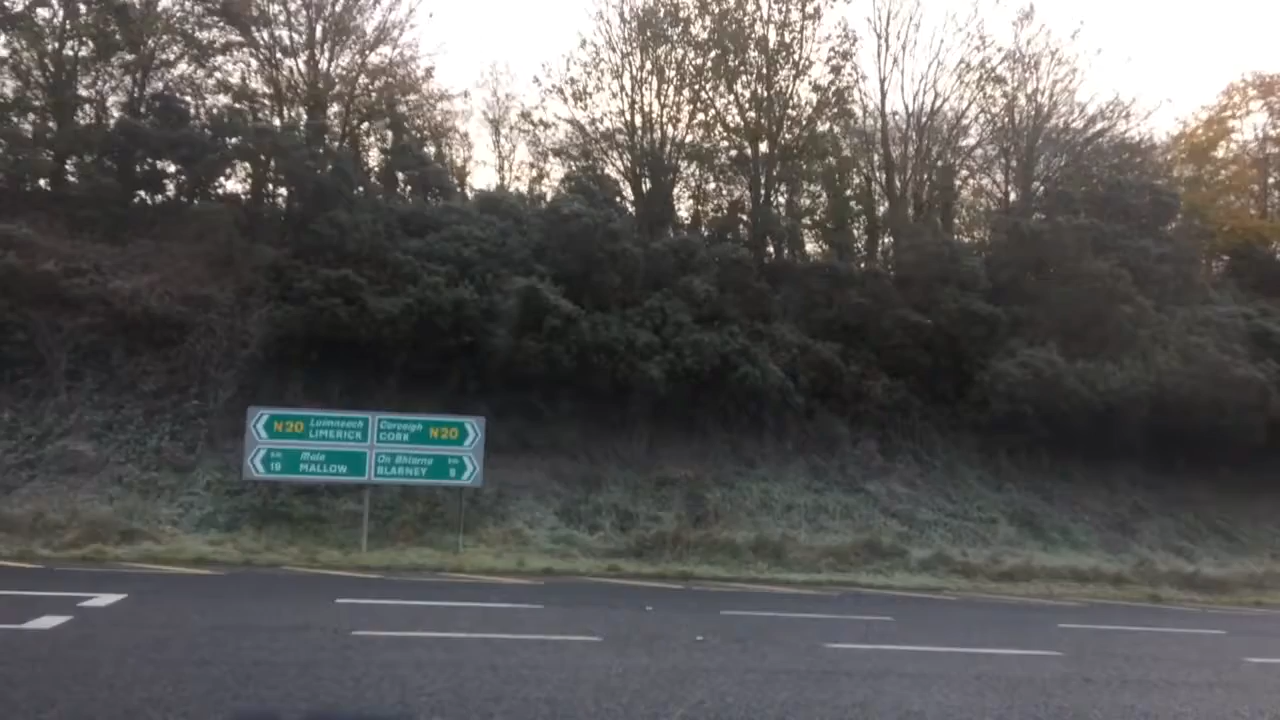 N20 Luimneach
LIMERICK
Corcaigh N20
CORK
km Mala
19 MALLOW
An Bhlarna km
BLARNEY 8